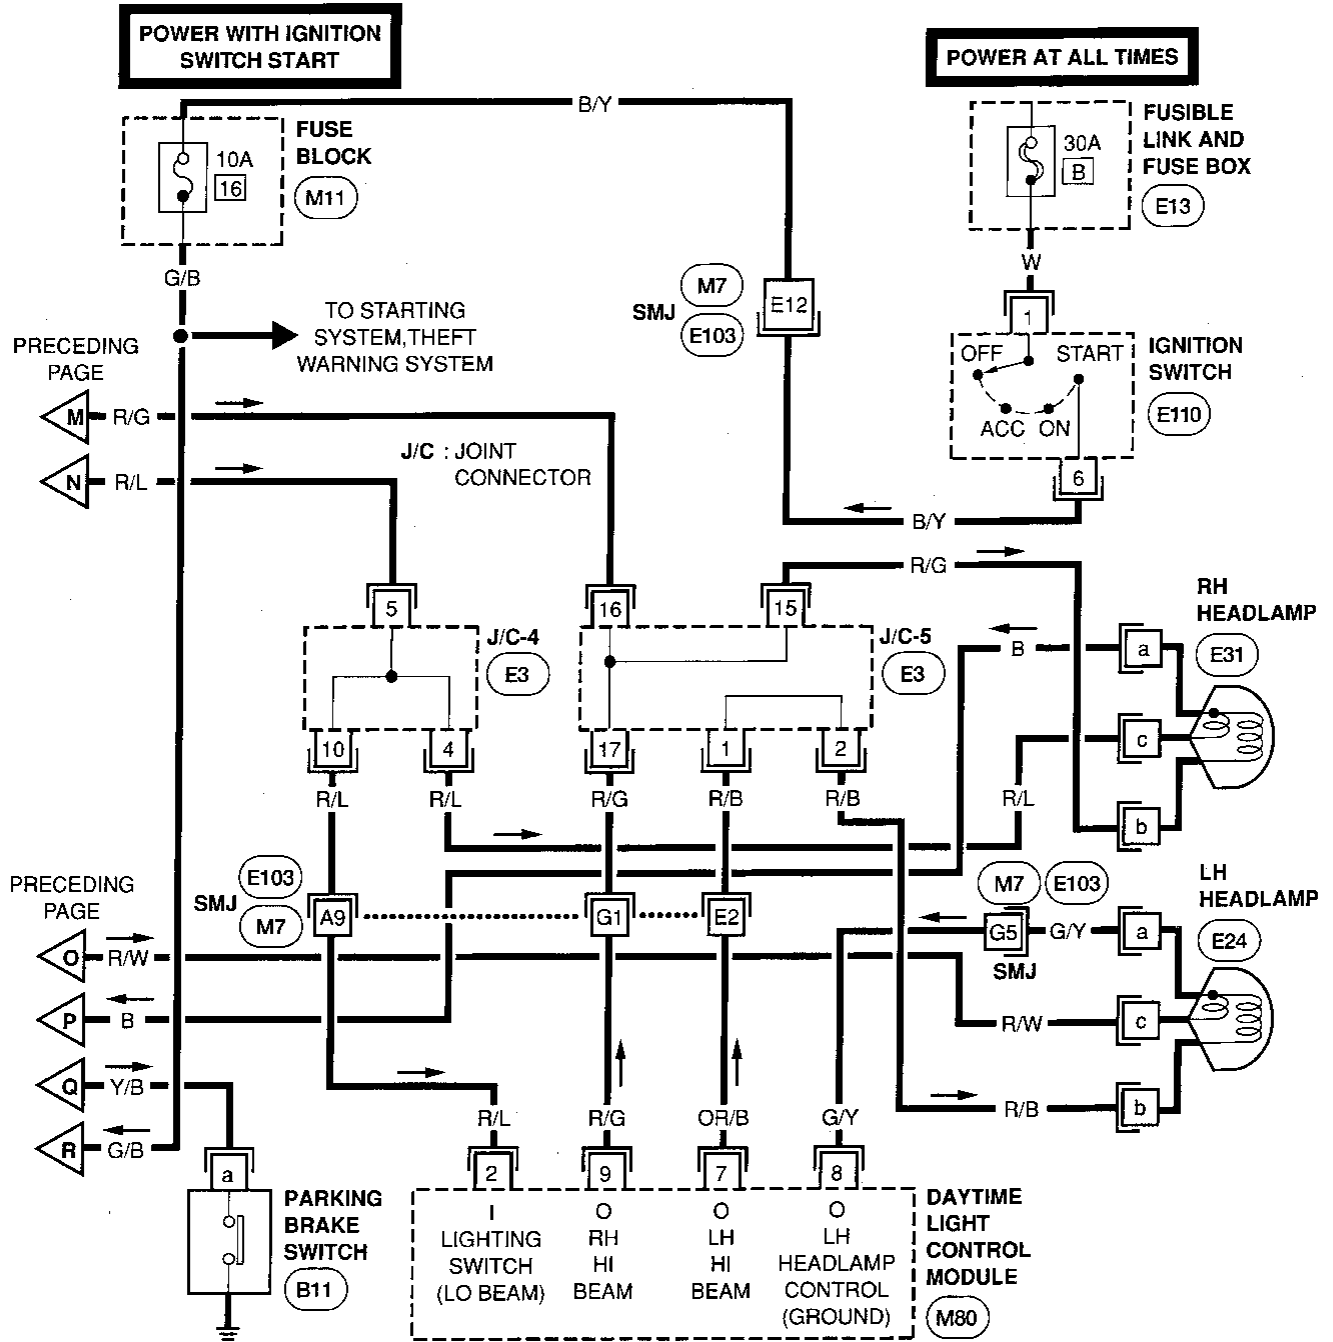 POWER WITH IGNITION
SWITCH START
POWER AT ALL TIMES
B/Y
FUSE
BLOCK
10A
16
M11
FUSIBLE
LINK AND
FUSE BOX
30A
B
E13
G/B
W
M7
SMJ
E103
E12
1
TO STARTING
SYSTEM,THEFT
WARNING SYSTEM
PRECEDING
PAGE
OFF
START
ACC
ON
IGNITION
SWITCH
E110
M
R/G
J/C : JOINT
CONNECTOR
N
R/L
6
B/Y
R/G
5
16
15
RH
HEADLAMP
E31
J/C-4
E3
J/C-5
E3
B
a
c
b
10
4
17
1
2
R/L
R/L
R/G
R/B
R/B
R/L
PRECEDING
PAGE
E103
SMJ
M7
A9
G1
E2
M7
E103
LH
HEADLAMP
E24
G5
G/Y
SMJ
a
O
R/W
P
B
R/W
c
Q
Y/B
R
G/B
R/L
R/G
OR/B
G/Y
R/B
b
a
2
9
7
8
PARKING
BRAKE
SWITCH
B11
I
LIGHTING
SWITCH
(LO BEAM)
O
RH
HI
BEAM
O
LH
HI
BEAM
O
LH
HEADLAMP
CONTROL
(GROUND)
DAYTIME
LIGHT
CONTROL
MODULE
M80